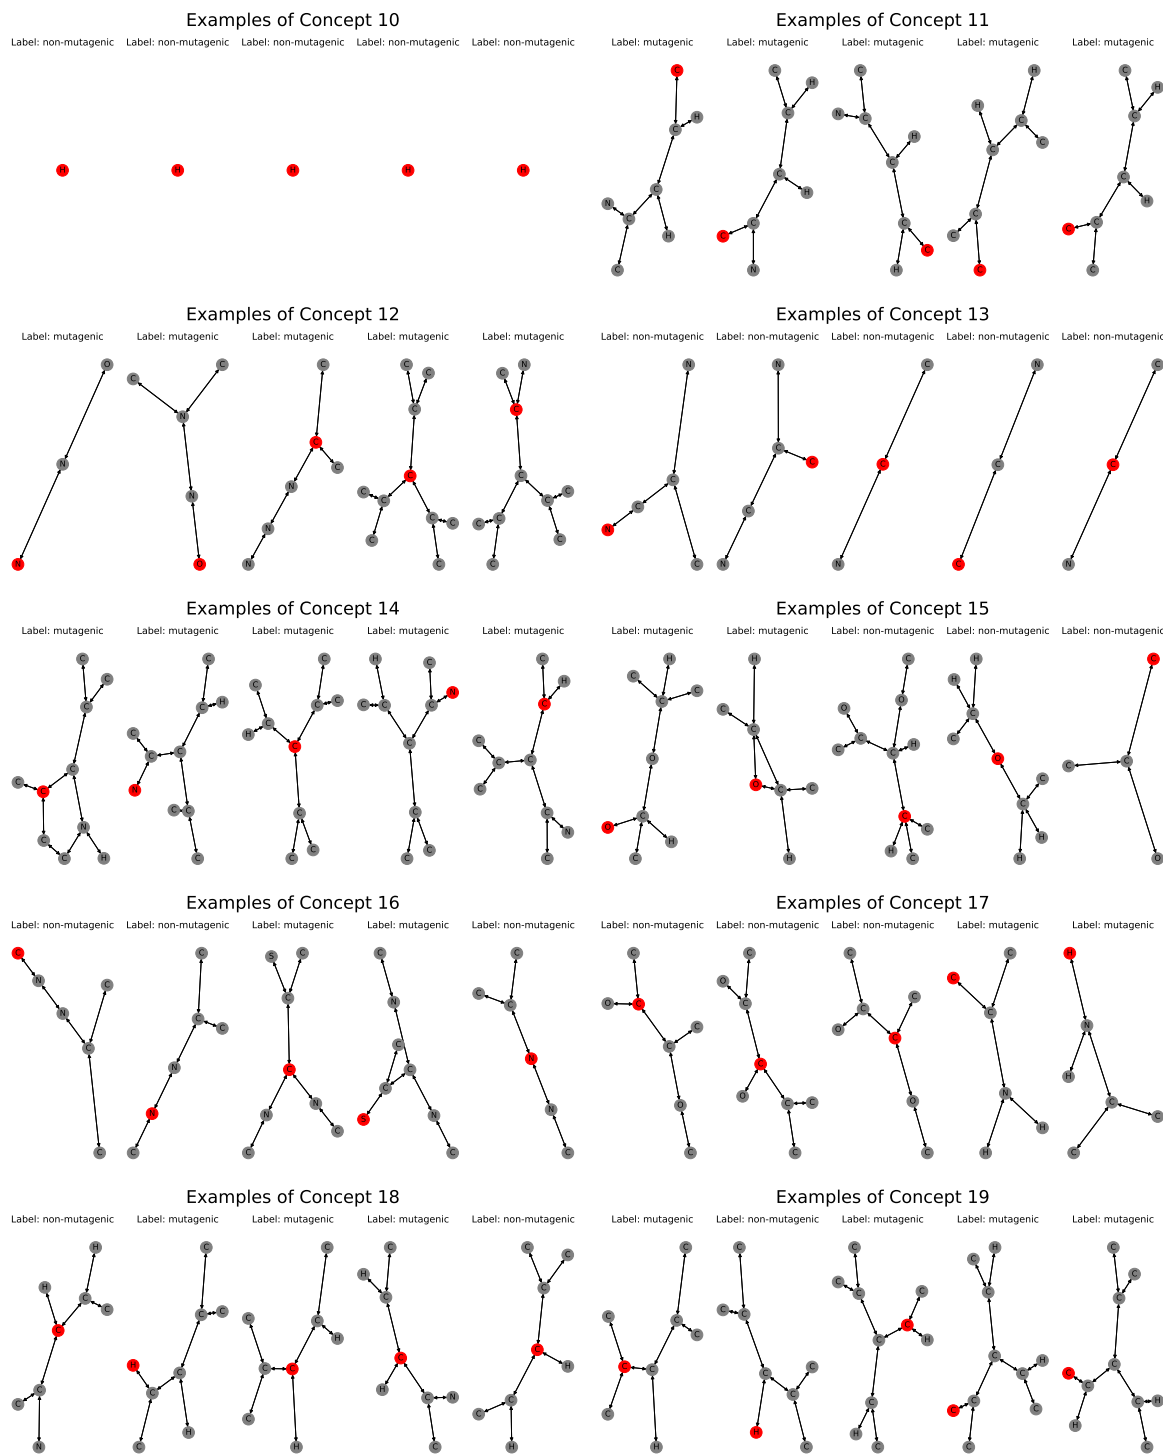 Examples of Concept 10
Label: non-mutagenic Label: non-mutagenic Label: non-mutagenic Label: non-mutagenic Label: non-mutagenic
H H H H H
Examples of Concept 11
Label: mutagenic Label: mutagenic Label: mutagenic Label: mutagenic Label: mutagenic
C C H C N C H C
C C H C N C H H
C H C H C N C H C
H C C H C C C C
C H C H C C C C
Examples of Concept 12
Label: mutagenic Label: mutagenic Label: mutagenic Label: mutagenic Label: mutagenic
O N N
C C N N O
C C C N N N
C C C C C C C C C C
C N C C C C C C C C
Examples of Concept 13
Label: non-mutagenic Label: non-mutagenic Label: non-mutagenic Label: non-mutagenic Label: non-mutagenic
N C C N C
N C C C N
C C N
N C C
C C N
Examples of Concept 14
Label: mutagenic Label: mutagenic Label: mutagenic Label: mutagenic Label: mutagenic
C C C C C C N C C H
C C H C C C N C C C
C C C C C H C C C C
H C N C C C C C C C
C H C C C C C C N C
Examples of Concept 15
Label: mutagenic Label: mutagenic Label: non-mutagenic Label: non-mutagenic Label: non-mutagenic
H C C C O C O H C
H C C O C C H
C O O C C H C H C C
H H C C O C C H H
C C C O
Examples of Concept 16
Label: non-mutagenic Label: non-mutagenic Label: mutagenic Label: mutagenic Label: non-mutagenic
C N C N C C
C C C N N C
S C C C N N C C
C N C C C S N C
C C C N N C
Examples of Concept 17
Label: non-mutagenic Label: non-mutagenic Label: non-mutagenic Label: mutagenic Label: mutagenic
C O C C C O C
C O C C O C C C
C C O C C O C
C C C N H H
H N H C C C
Examples of Concept 18
Label: non-mutagenic Label: mutagenic Label: mutagenic Label: mutagenic Label: non-mutagenic
H H C C C C C N
C C C H C C C H
C C H C C C C H
C H C C H C N C
C C C C H C C H
Examples of Concept 19
Label: mutagenic Label: non-mutagenic Label: mutagenic Label: mutagenic Label: mutagenic
C C C C C C C H
C C C C C C H C
C C C C C H C H C C
H C C C C H C C C C
C C C C C C H C H C